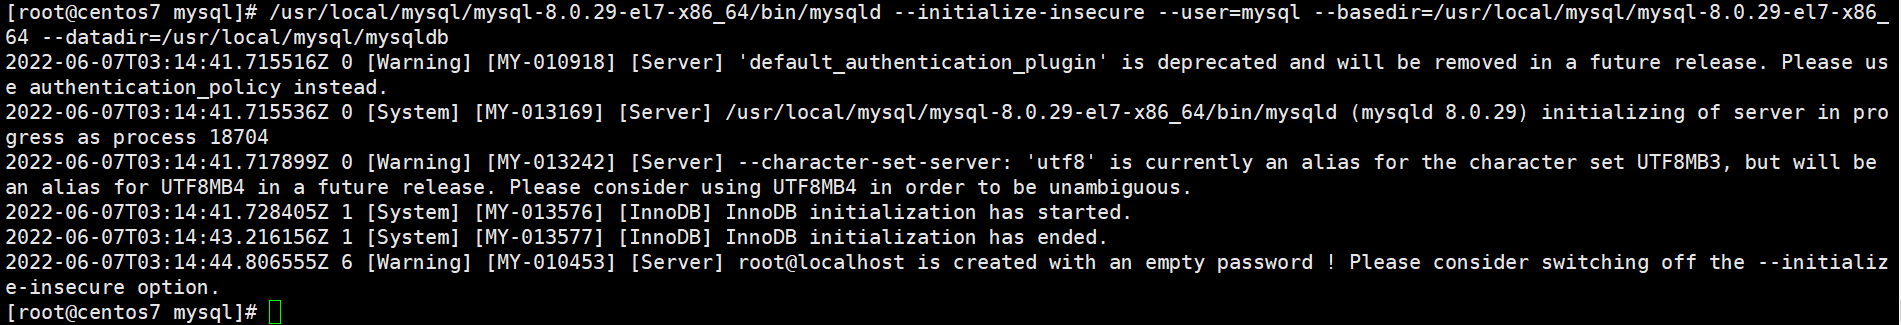 [root@centos7 mysql]# /usr/local/mysql/mysql-8.0.29-el7-x86_64/bin/mysqld --initialize-insecure --user=mysql --basedir=/usr/local/mysql/mysql-8.0.29-el7-x86_
64 --datadir=/usr/local/mysql/mysqldb
2022-06-07T03:14:41.715516Z 0 [Warning] [MY-010918] [Server] 'default_authentication_plugin' is deprecated and will be removed in a future release. Please us
e authentication_policy instead.
2022-06-07T03:14:41.715536Z 0 [System] [MY-013169] [Server] /usr/local/mysql/mysql-8.0.29-el7-x86_64/bin/mysqld (mysqld 8.0.29) initializing of server in pro
gress as process 18704
2022-06-07T03:14:41.717899Z 0 [Warning] [MY-013242] [Server] --character-set-server: 'utf8' is currently an alias for the character set UTF8MB3, but will be
an alias for UTF8MB4 in a future release. Please consider using UTF8MB4 in order to be unambiguous.
2022-06-07T03:14:41.728405Z 1 [System] [MY-013576] [InnoDB] InnoDB initialization has started.
2022-06-07T03:14:43.216156Z 1 [System] [MY-013577] [InnoDB] InnoDB initialization has ended.
2022-06-07T03:14:44.806555Z 6 [Warning] [MY-010453] [Server] root@localhost is created with an empty password ! Please consider switching off the --initializ
e-insecure option.
[root@centos7 mysql]#